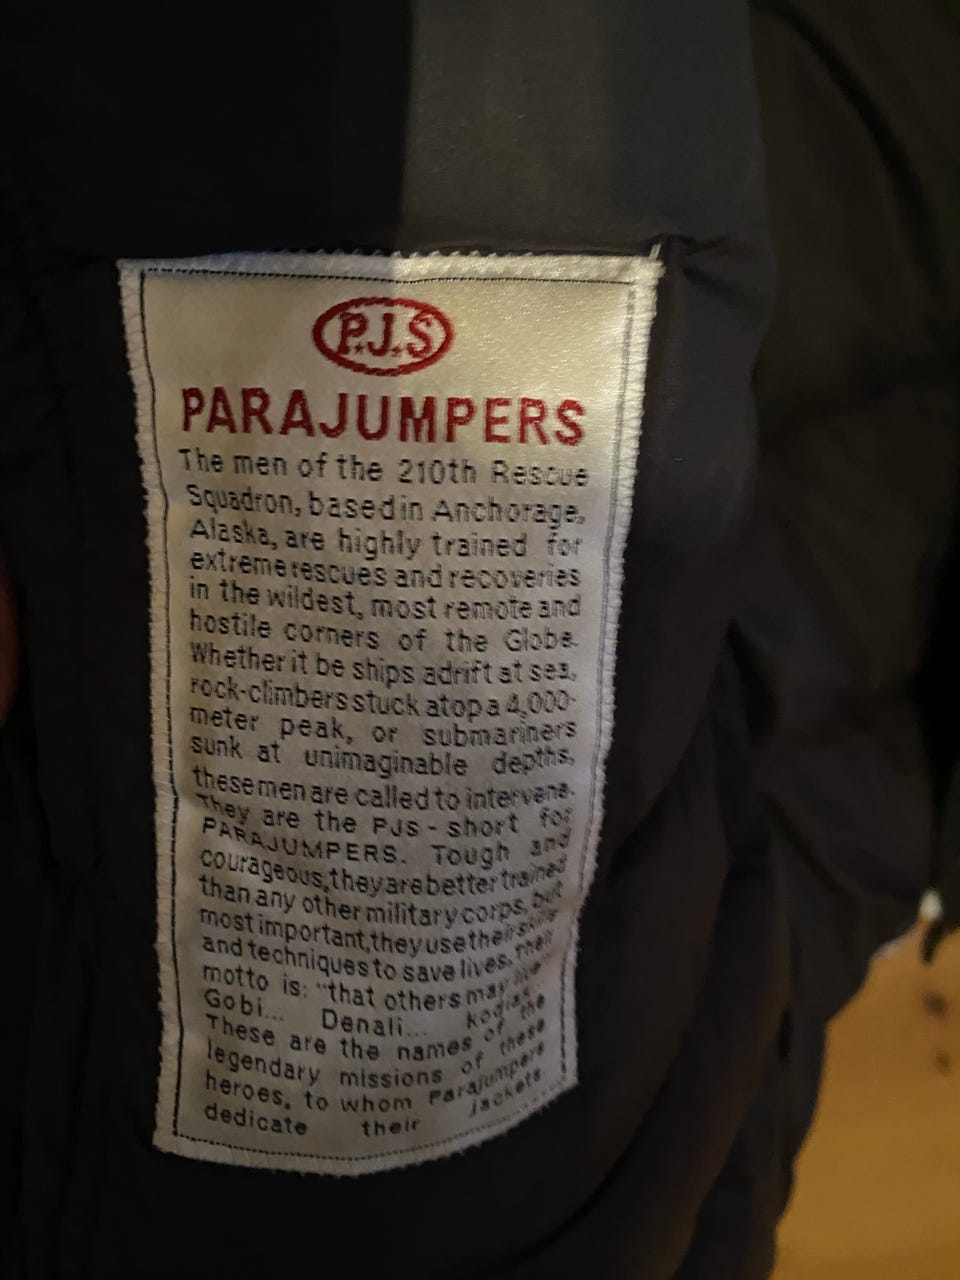 P.J.S
PARAJUMPERS
The men of the 210th Rescue
Squadron, based in Anchorage,
Alaska, are highly trained for
extreme rescues and recoveries
in the wildest, most remote and
hostile corners of the Globe.
Whether it be ships adrift at sea,
rock-climbers stuck atop a 4,000-
meter peak, or submariners
sunk at unimaginable depths,
these men are called to intervene.
They are the PJS - short for
PARAJUMPERS. Tough and
courageous, they are better trained
than any other military corps, but
most important, they use their skills
and techniques to save lives. Their
motto is: "that others may live"...
Gobi... Denali... Kodiak...
These are the names of the
legendary missions of these
heroes, to whom Parajumpers
dedicate their jackets.